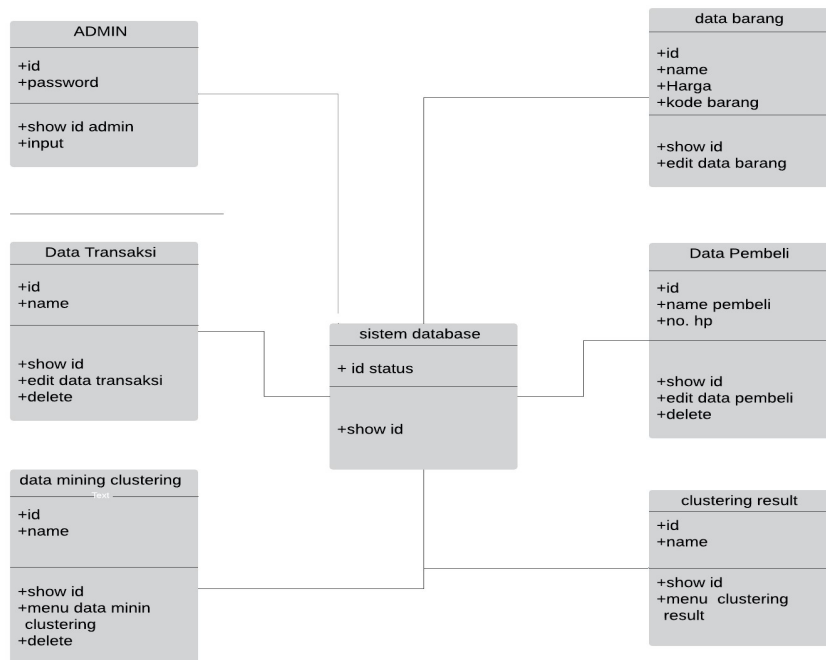 ADMIN
+id
+password
+show id admin
+input
data barang
+id
+name
+Harga
+kode barang
+show id
+edit data barang
Data Transaksi
+id
+name
+show id
+edit data transaksi
+delete
sistem database
+ id status
+show id
Data Pembeli
+id
+name pembeli
+no. hp
+show id
+edit data pembeli
+delete
data mining clustering
Text
+id
+name
+show id
+menu data minin
clustering
+delete
clustering result
+id
+name
+show id
+menu clustering
result